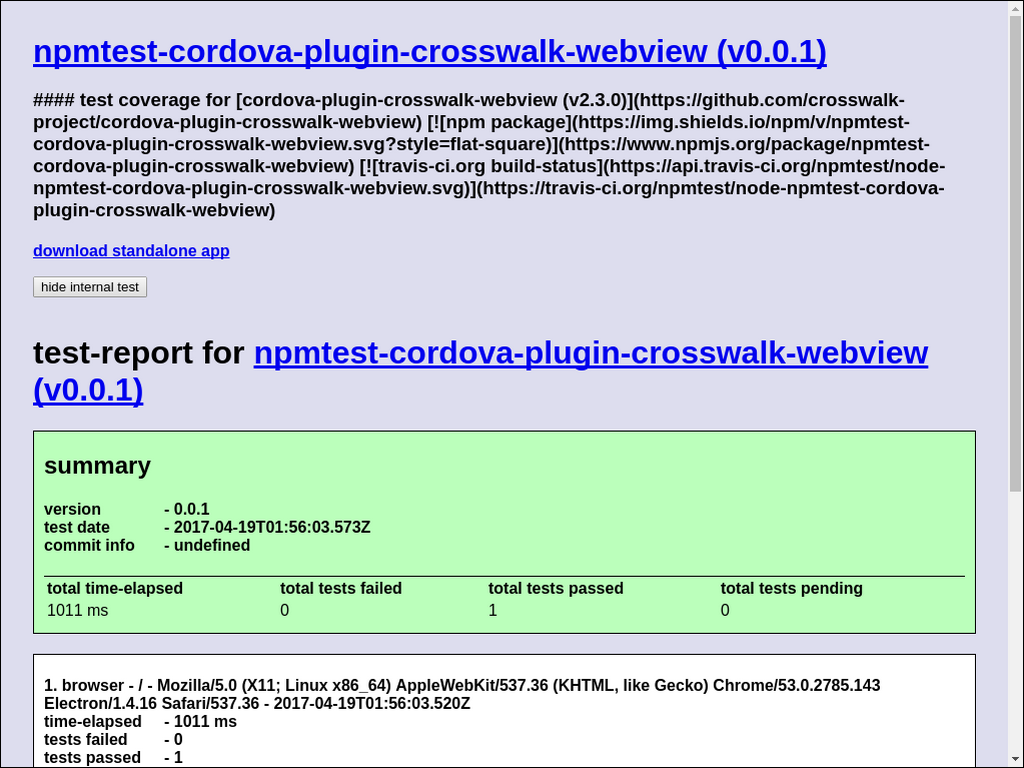 npmtest-cordova-plugin-crosswalk-webview (v0.0.1)
#### test coverage for [cordova-plugin-crosswalk-webview (v2.3.0)](https://github.com/crosswalk-
project/cordova-plugin-crosswalk-webview) [![npm package](https://img.shields.io/npm/v/npmtest-
cordova-plugin-crosswalk-webview.svg?style=flat-square)](https://www.npmjs.org/package/npmtest-
cordova-plugin-crosswalk-webview) [![travis-ci.org build-status](https://api.travis-ci.org/npmtest/node-
npmtest-cordova-plugin-crosswalk-webview.svg)](https://travis-ci.org/npmtest/node-npmtest-cordova-
plugin-crosswalk-webview)
download standalone app
hide internal test
test-report for npmtest-cordova-plugin-crosswalk-webview
(v0.0.1)
summary
version - 0.0.1
test date - 2017-04-19T01:56:03.573Z
commit info - undefined
total time-elapsed total tests failed total tests passed total tests pending
1011 ms 0 1 0
1. browser - / - Mozilla/5.0 (X11; Linux x86_64) AppleWebKit/537.36 (KHTML, like Gecko) Chrome/53.0.2785.143
Electron/1.4.16 Safari/537.36 - 2017-04-19T01:56:03.520Z
time-elapsed - 1011 ms
tests failed - 0
tests passed - 1